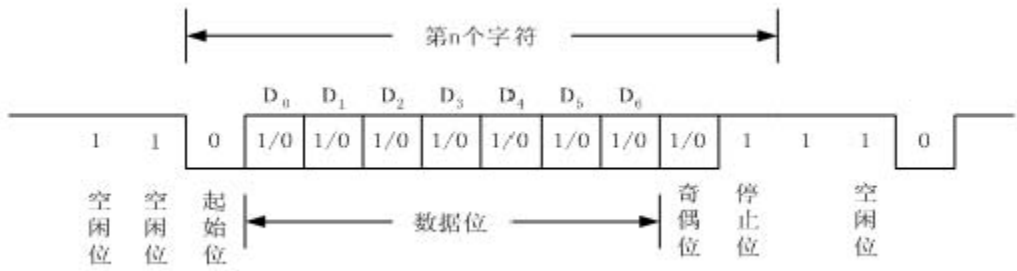 第n个字符
D₀ D₁ D₂ D₃ D₄ D₅ D₆
1 1 0 1/0 1/0 1/0 1/0 1/0 1/0 1/0 1/0 1 1 1 0
空闲位 空闲位 起始位 数据位 奇偶位 停止位 空闲位